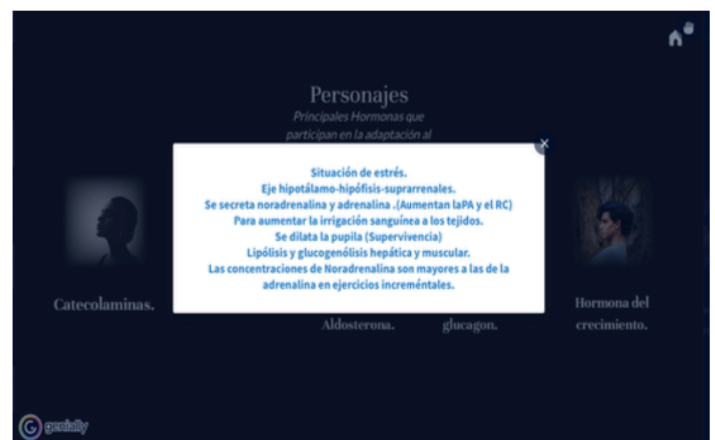 Personajes
Principales Hormonas que
participan en la adaptación al
Situación de estrés.
Eje hipotálamo-hipófisis-suprarrenales.
Se secreta noradrenalina y adrenalina .(Aumentan laPA y el RC)
Para aumentar la irrigación sanguínea a los tejidos.
Se dilata la pupila (Supervivencia)
Lipólisis y glucogenólisis hepática y muscular.
Las concentraciones de Noradrenalina son mayores a las de la
adrenalina en ejercicios increméntales.
Catecolaminas.
Aldosterona.
glucagon.
Hormona del
crecimiento.
genially